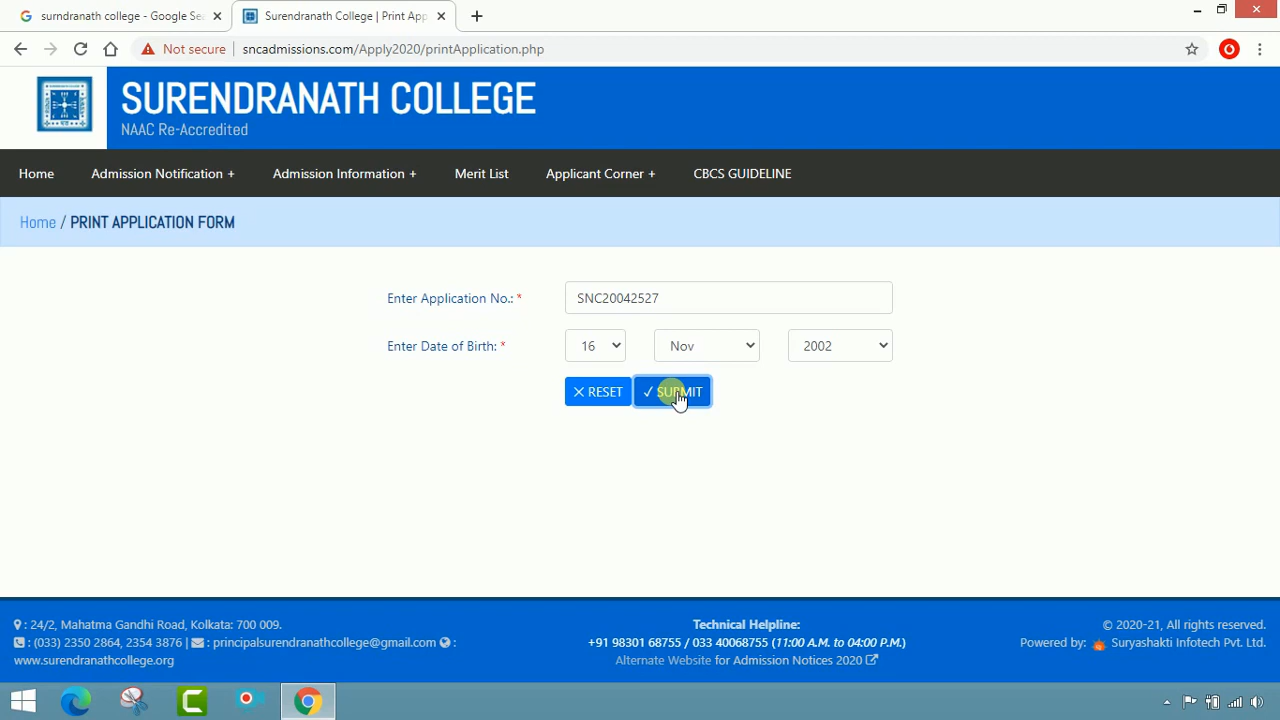 surndranath college - Google Se
Surendranath College | Print App
Not secure
sncadmissions.com/Apply2020/printApplication.php
SURENDRANATH COLLEGE
NAAC Re-Accredited
Home
Admission Notification +
Admission Information +
Merit List
Applicant Corner +
CBCS GUIDELINE
Home / PRINT APPLICATION FORM
Enter Application No.: *
SNC20042527
Enter Date of Birth: *
16
Nov
2002
RESET
SUBMIT
: 24/2, Mahatma Gandhi Road, Kolkata: 700 009.
: (033) 2350 2864, 2354 3876 | : principalsurendranathcollege@gmail.com :
www.surendranathcollege.org
Technical Helpline:
+91 98301 68755 / 033 40068755 (11:00 A.M. to 04:00 P.M.)
Alternate Website for Admission Notices 2020
© 2020-21, All rights reserved.
Powered by: Suryashakti Infotech Pvt. Ltd.